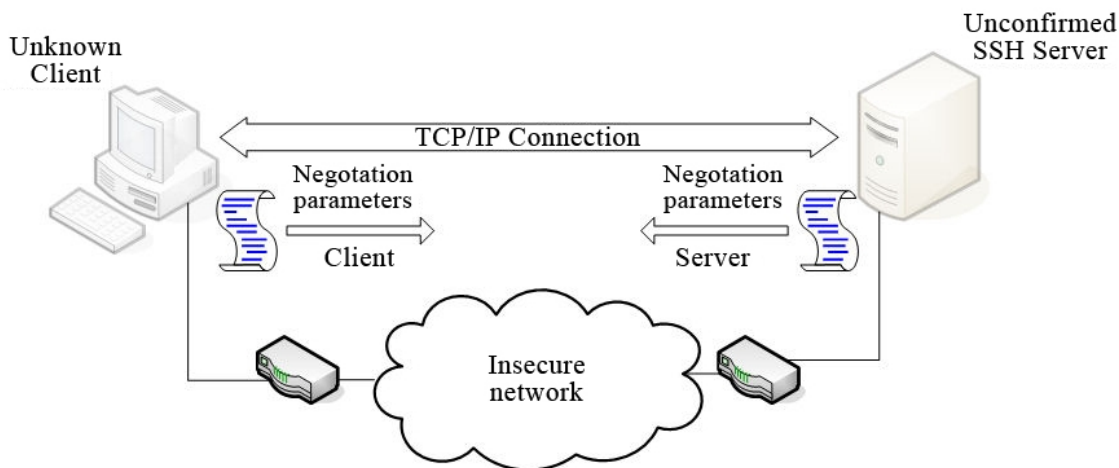 Unknown
Client
Unconfirmed
SSH Server
TCP/IP Connection
Negotation
parameters
Client
Negotation
parameters
Server
Insecure
network